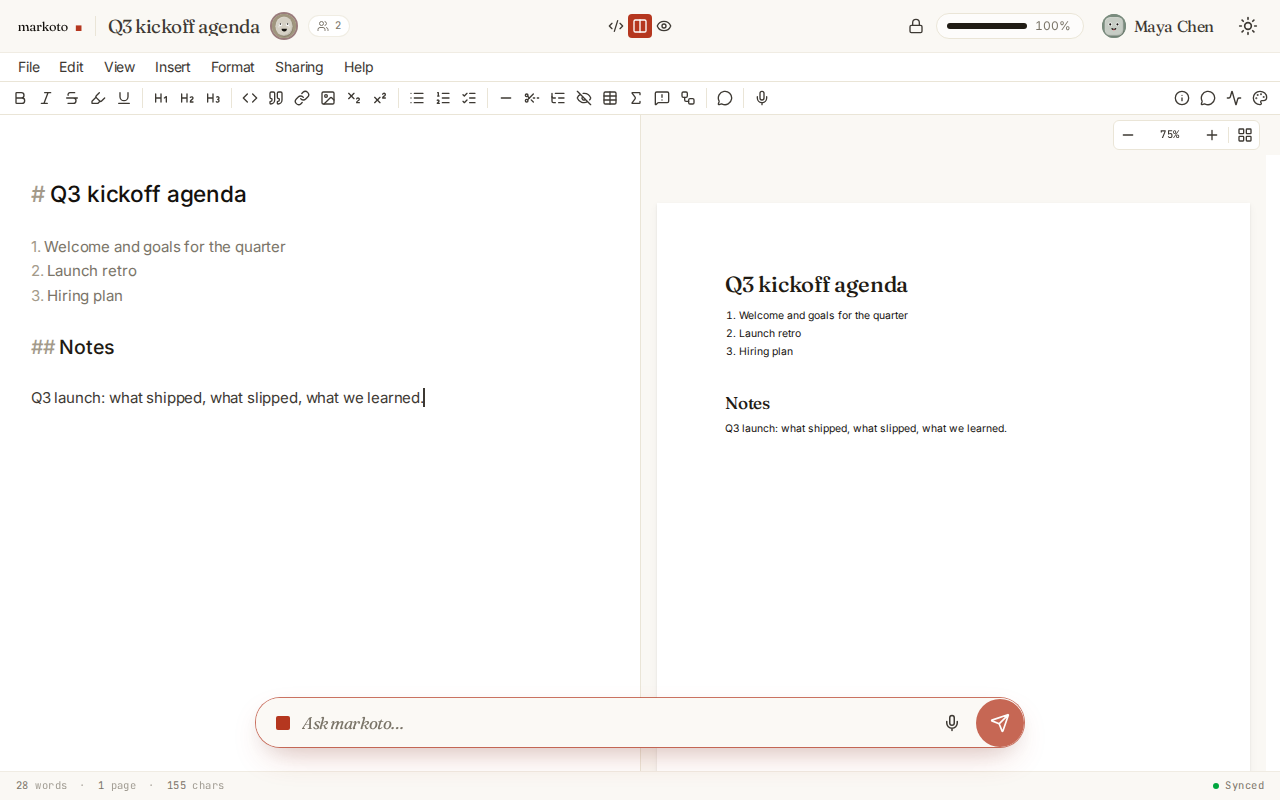 markoto
Q3 kickoff agenda
2
100%
Maya Chen
File Edit View Insert Format Sharing Help
H1 H2 H3
75%
# Q3 kickoff agenda
1. Welcome and goals for the quarter
2. Launch retro
3. Hiring plan
## Notes
Q3 launch: what shipped, what slipped, what we learned.
Q3 kickoff agenda
1. Welcome and goals for the quarter
2. Launch retro
3. Hiring plan
Notes
Q3 launch: what shipped, what slipped, what we learned.
Ask markoto...
28 words · 1 page · 155 chars
Synced